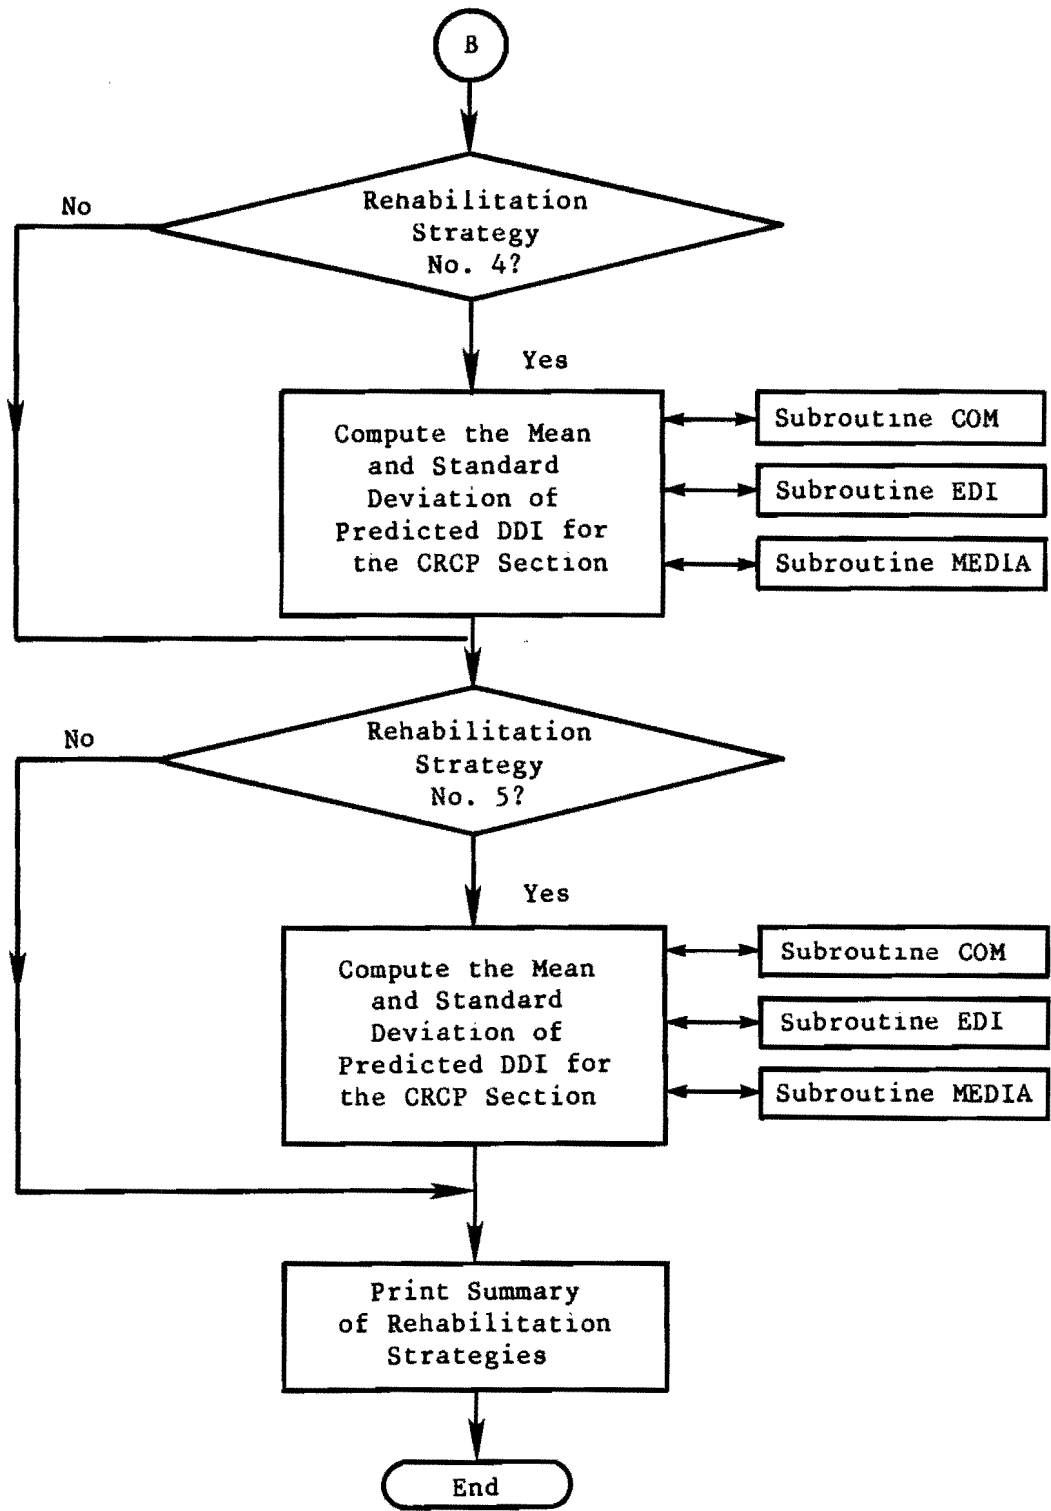 B
Rehabilitation
Strategy
No. 4?
No
Yes
Compute the Mean
and Standard
Deviation of
Predicted DDI for
the CRCP Section
Subroutine COM
Subroutine EDI
Subroutine MEDIA
Rehabilitation
Strategy
No. 5?
No
Yes
Compute the Mean
and Standard
Deviation of
Predicted DDI for
the CRCP Section
Subroutine COM
Subroutine EDI
Subroutine MEDIA
Print Summary
of Rehabilitation
Strategies
End